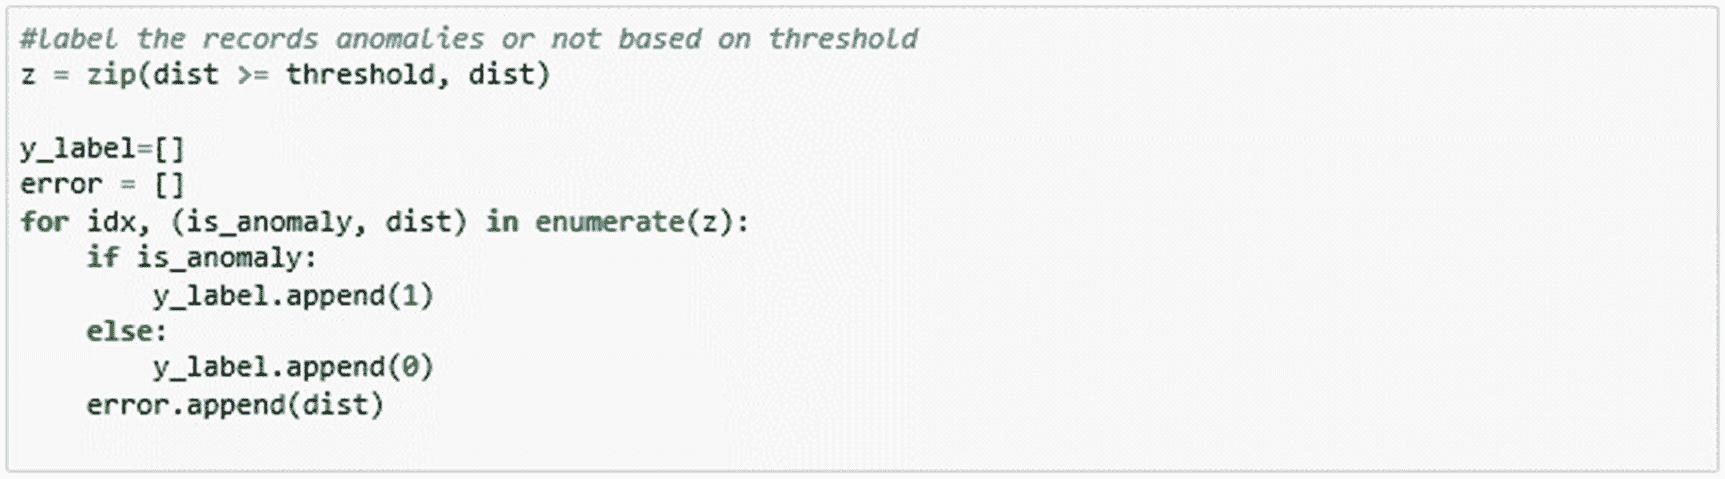 #label the records anomalies or not based on threshold
z = zip(dist >= threshold, dist)

y_label=[]
error = []
for idx, (is_anomaly, dist) in enumerate(z):
    if is_anomaly:
        y_label.append(1)
    else:
        y_label.append(0)
    error.append(dist)